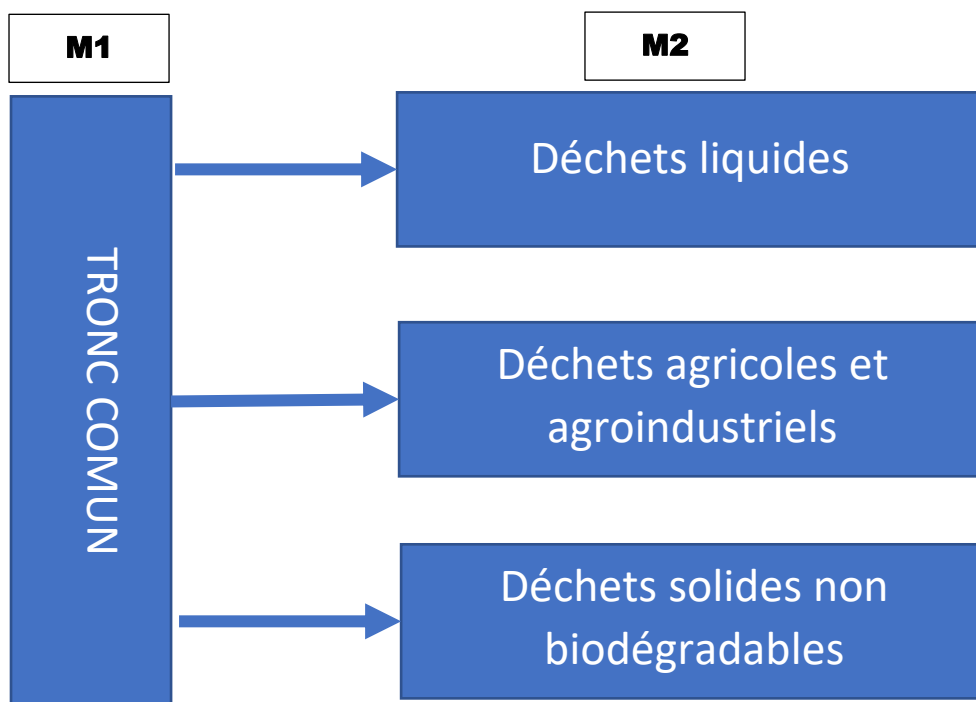 M1
M2
TRONC COMUN
Déchets liquides
Déchets agricoles et
agroindustriels
Déchets solides non
biodégradables